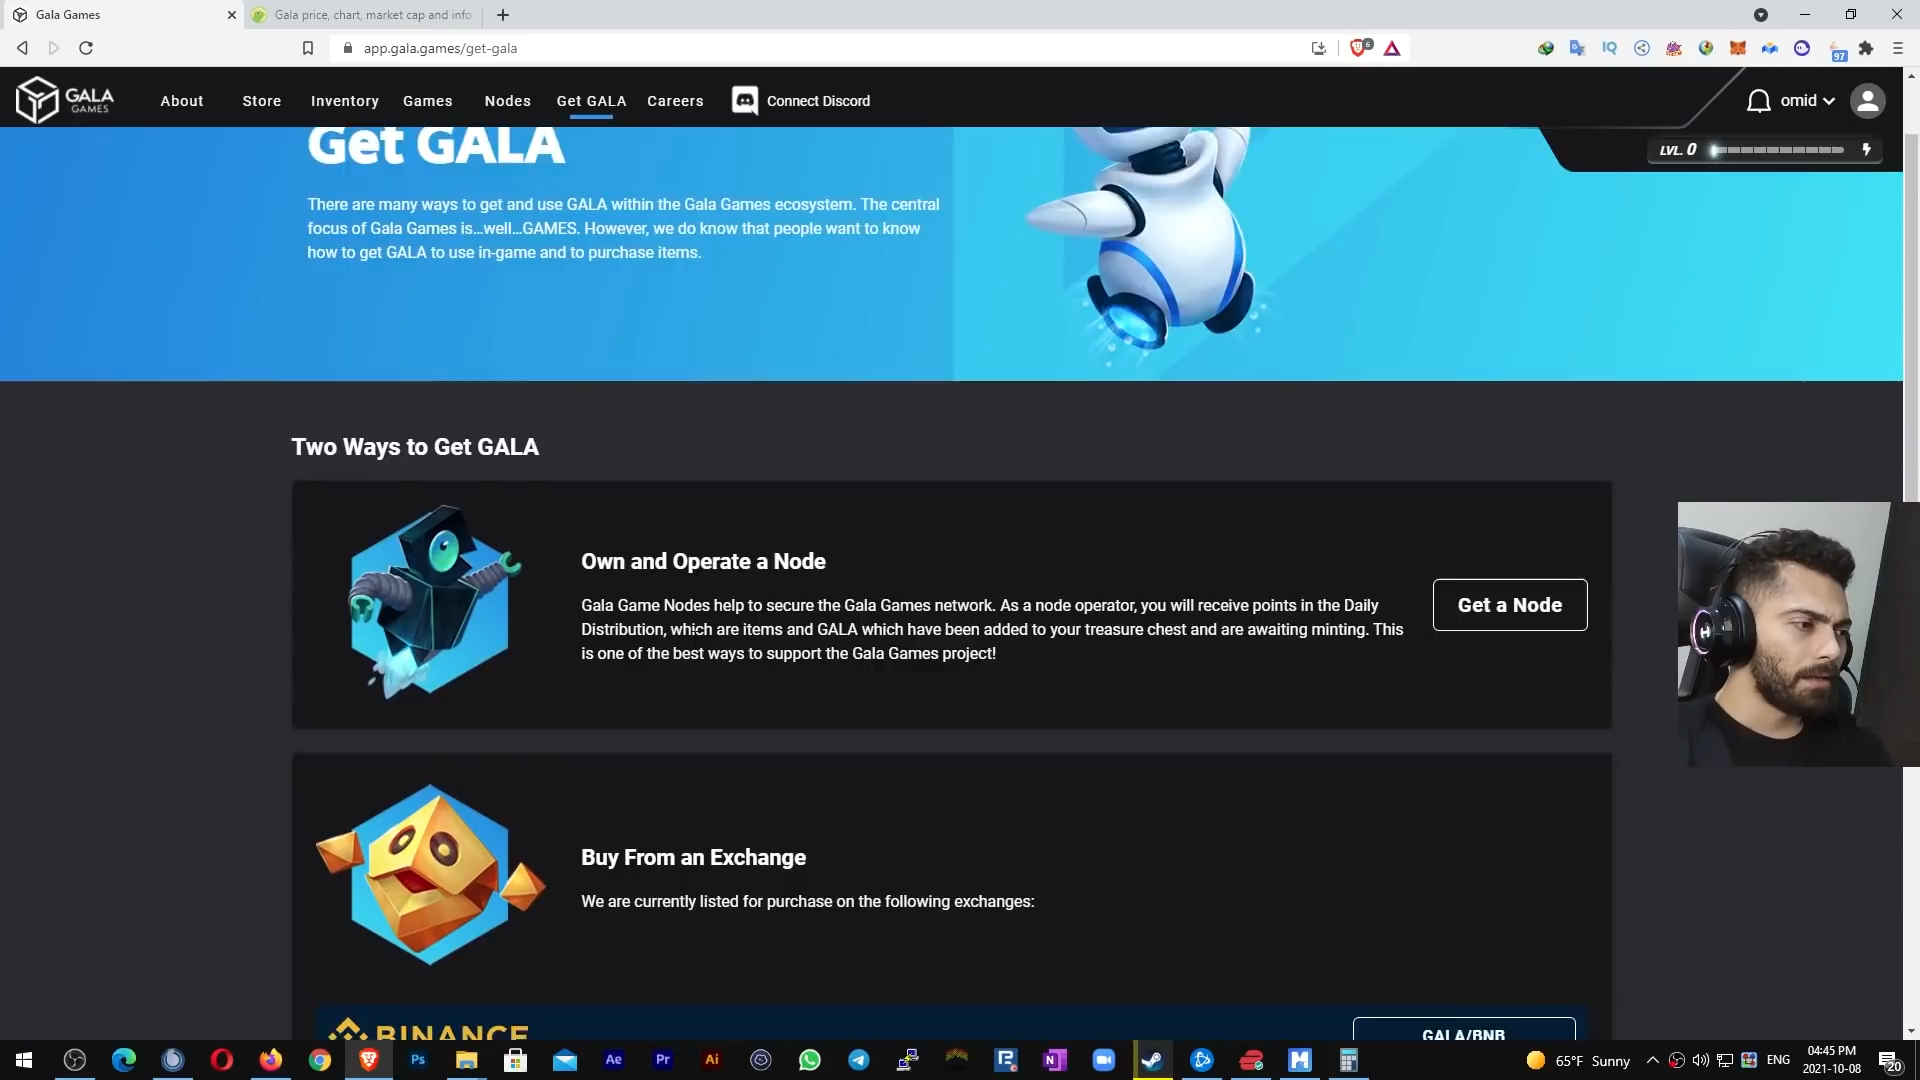 Gala Games
Gala price, chart, market cap and info
app.gala.games/get-gala
6
IQ
97
GALA
GAMES
About
Store
Inventory
Games
Nodes
Get GALA
Careers
Connect Discord
omid
LVL. 0
Get GALA
There are many ways to get and use GALA within the Gala Games ecosystem. The central
focus of Gala Games is...well...GAMES. However, we do know that people want to know
how to get GALA to use in-game and to purchase items.
Two Ways to Get GALA
Own and Operate a Node
Gala Game Nodes help to secure the Gala Games network. As a node operator, you will receive points in the Daily
Distribution, which are items and GALA which have been added to your treasure chest and are awaiting minting. This
is one of the best ways to support the Gala Games project!
Get a Node
Buy From an Exchange
We are currently listed for purchase on the following exchanges:
BINANCE
GALA/BNB
Ps
Ae
Pr
Ai
N
M
65°F Sunny
ENG
04:45 PM
2021-10-08
20